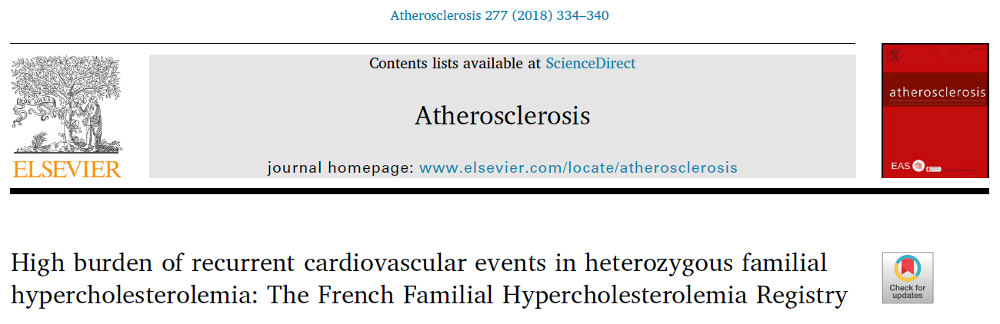 Atherosclerosis 277 (2018) 334–340
Contents lists available at ScienceDirect
Atherosclerosis
journal homepage: www.elsevier.com/locate/atherosclerosis
NON SOLUS
ELSEVIER
atherosclerosis
EAS
High burden of recurrent cardiovascular events in heterozygous familial
hypercholesterolemia: The French Familial Hypercholesterolemia Registry
Check for
updates